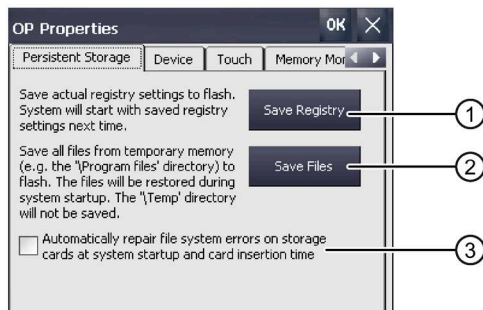 OP Properties OK
Persistent Storage Device Touch Memory Mor
Save actual registry settings to flash.
System will start with saved registry
settings next time.
Save Registry
1
Save all files from temporary memory
(e.g. the "\Program files' directory) to
flash. The files will be restored during
system startup. The "\Temp' directory
will not be saved.
Save Files
2
Automatically repair file system errors on storage
cards at system startup and card insertion time
3